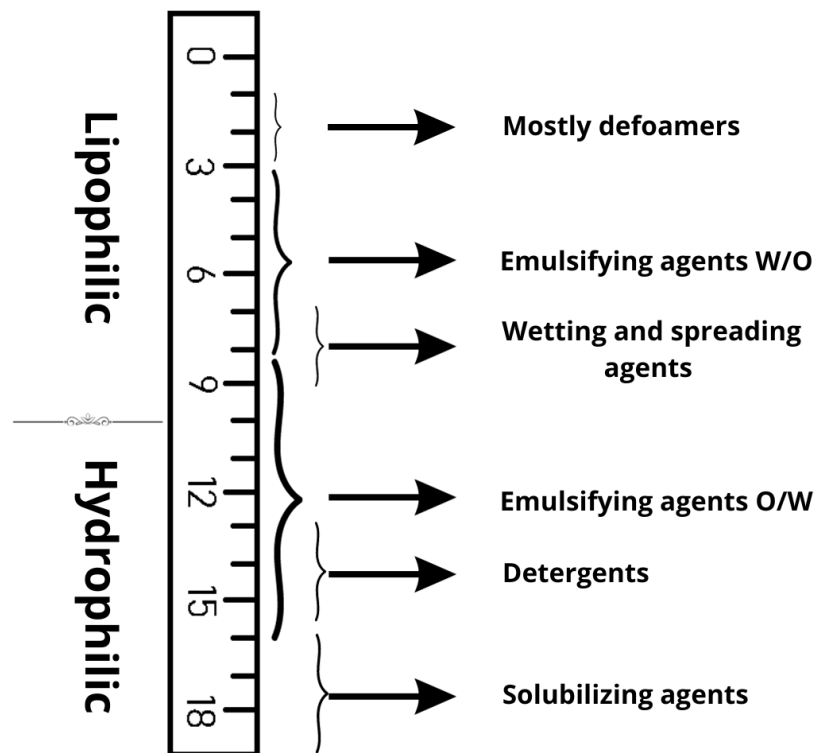 Lipophilic
Hydrophilic
0
3
6
9
12
15
18
Mostly defoamers
Emulsifying agents W/O
Wetting and spreading
agents
Emulsifying agents O/W
Detergents
Solubilizing agents